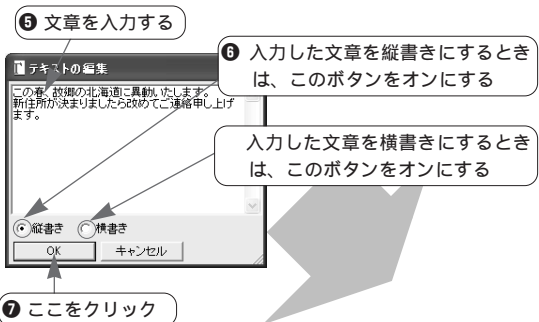 ❺ 文章を入力する
❻ 入力した文章を縦書きにするとき
は、このボタンをオンにする
テキストの編集
この春、故郷の北海道に異動いたします。
新住所が決まりましたら改めてご連絡申し上げ
ます。
入力した文章を横書きにするとき
は、このボタンをオンにする
縦書き 横書き
OK キャンセル
❼ ここをクリック